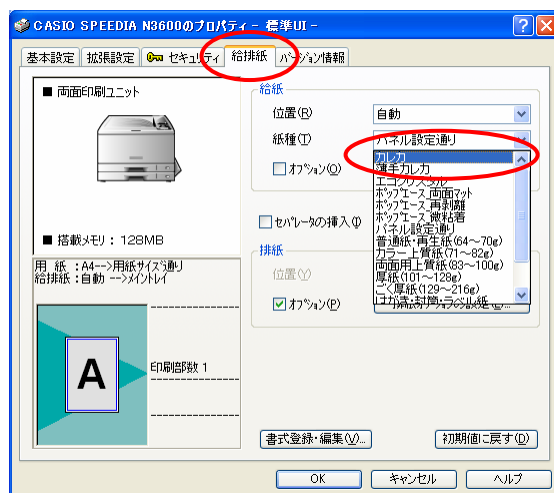 CASIO SPEEDIA N3600のプロパティ - 標準UI -
基本設定 拡張設定 セキュリティ 給排紙 バージョン情報
■ 両面印刷ユニット
■ 搭載メモリ : 128MB
用 紙 : A4-->用紙サイズ通り
給排紙 : 自動 -->メイントレイ
A
印刷部数 1
給紙
位置(R) 自動
紙種(T) パネル設定通り
オプション(O)
カレカ
薄手カレカ
エコクリスタル
ポップエース_両面マット
ポップエース_再剥離
ポップエース_微粘着
パネル設定通り
普通紙・再生紙(64～70g)
カラー上質紙(71～82g)
両面用上質紙(83～100g)
厚紙(101～128g)
ごく厚紙(129～216g)
はがき・封筒・ラベル紙
セパレータの挿入(I)
排紙
位置(Y)
オプション(P)
書式登録・編集(V)... 初期値に戻す(D)
OK キャンセル ヘルプ